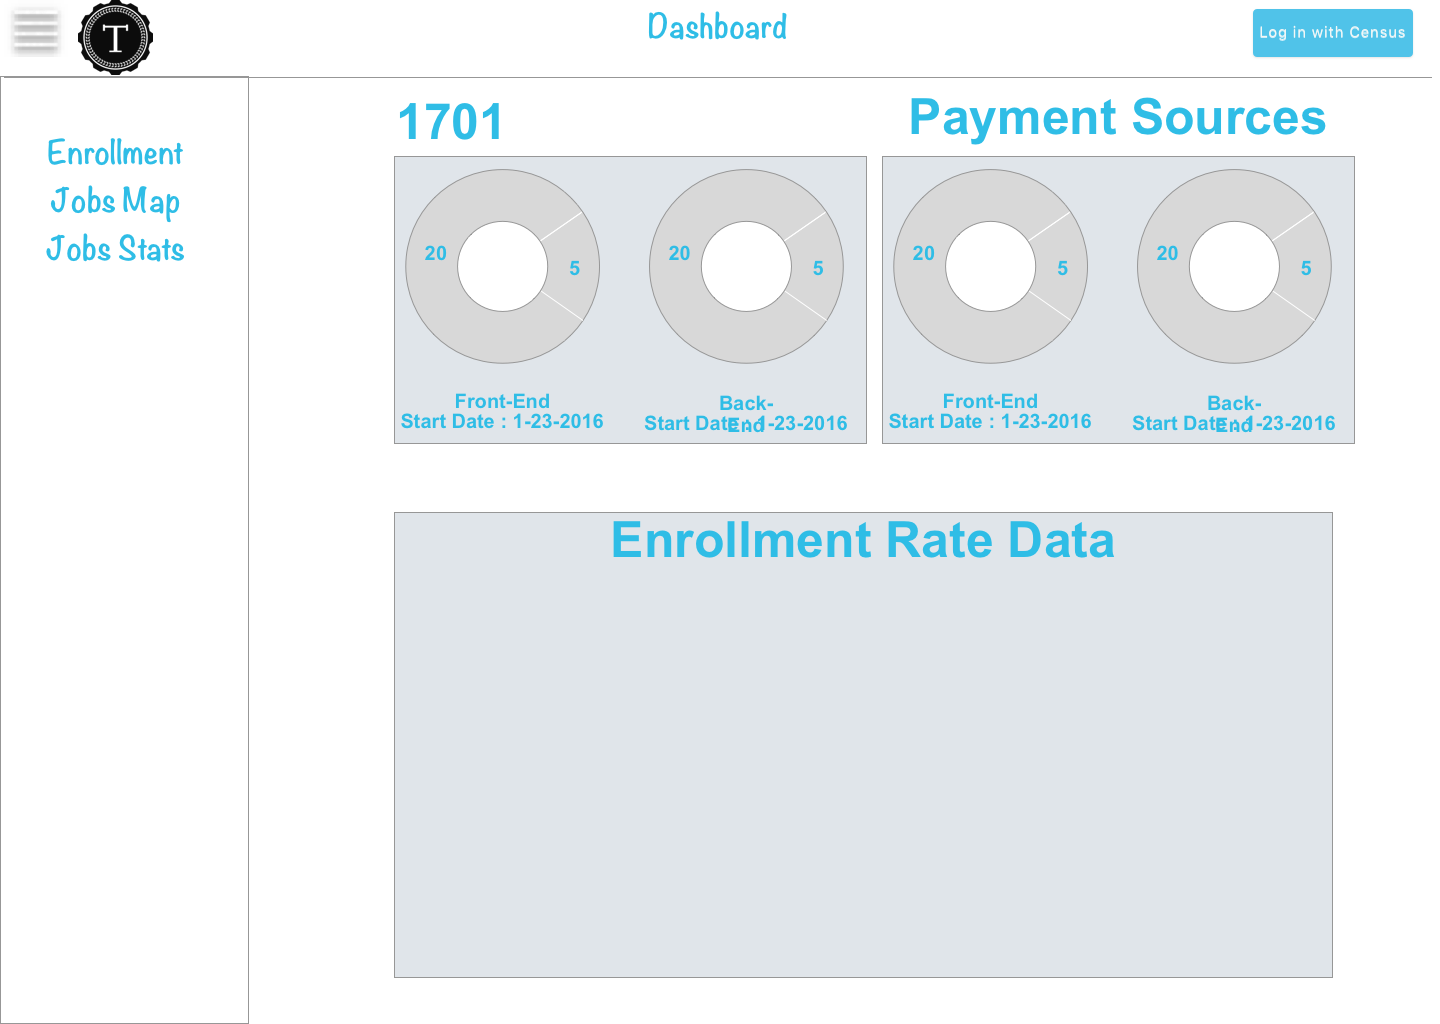 T
Dashboard
Log in with Census
Enrollment
Jobs Map
Jobs Stats
1701
Payment Sources
20
5
20
5
20
5
20
5
Front-End
Start Date : 1-23-2016
Back-
End
Start Date : 1-23-2016
Front-End
Start Date : 1-23-2016
Back-
End
Start Date : 1-23-2016
Enrollment Rate Data